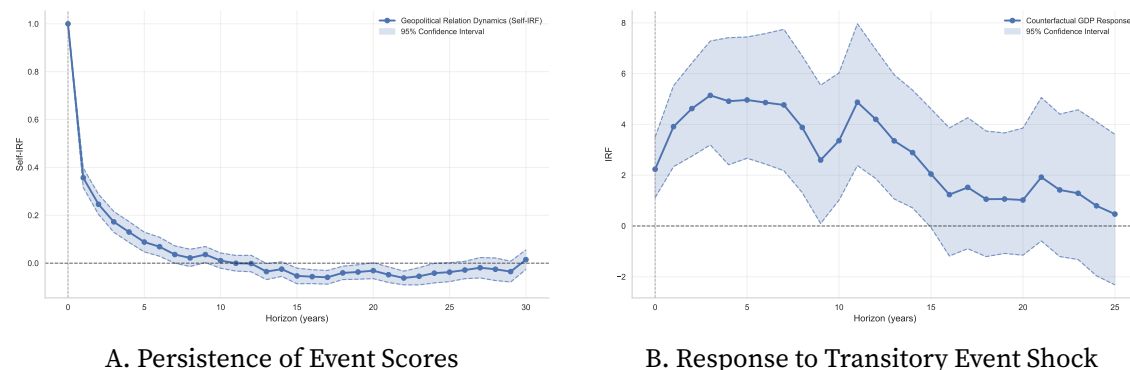 Geopolitical Relation Dynamics (Self-IRF)
95% Confidence Interval
1.0
0.8
0.6
0.4
0.2
0.0
Self-IRF
0 5 10 15 20 25 30
Horizon (years)
A. Persistence of Event Scores
Counterfactual GDP Response
95% Confidence Interval
8
6
4
2
0
−2
IRF
0 5 10 15 20 25
Horizon (years)
B. Response to Transitory Event Shock